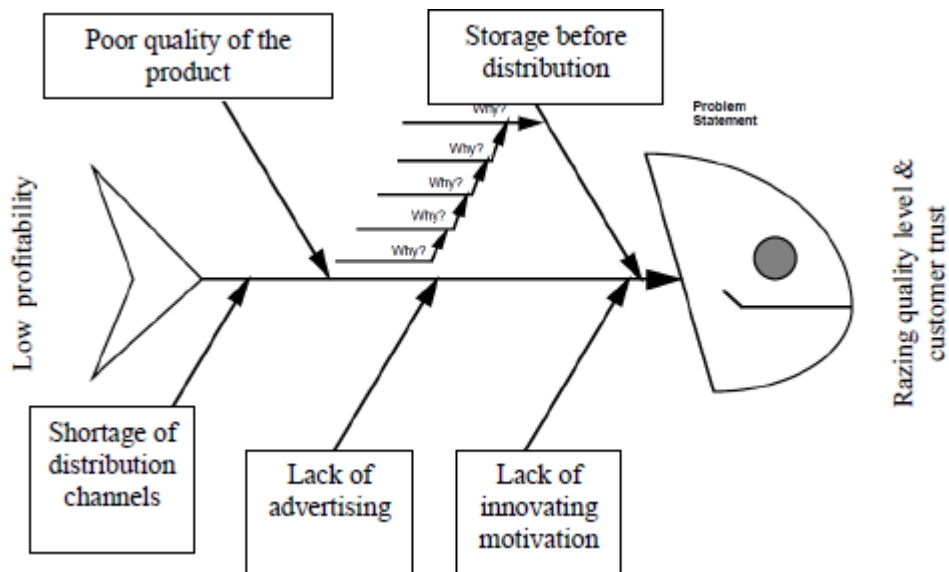 Poor quality of the
product
Storage before
distribution
Problem
Statement
Why?
Why?
Why?
Why?
Why?
Low profitability
Razing quality level &
customer trust
Shortage of
distribution
channels
Lack of
advertising
Lack of
innovating
motivation